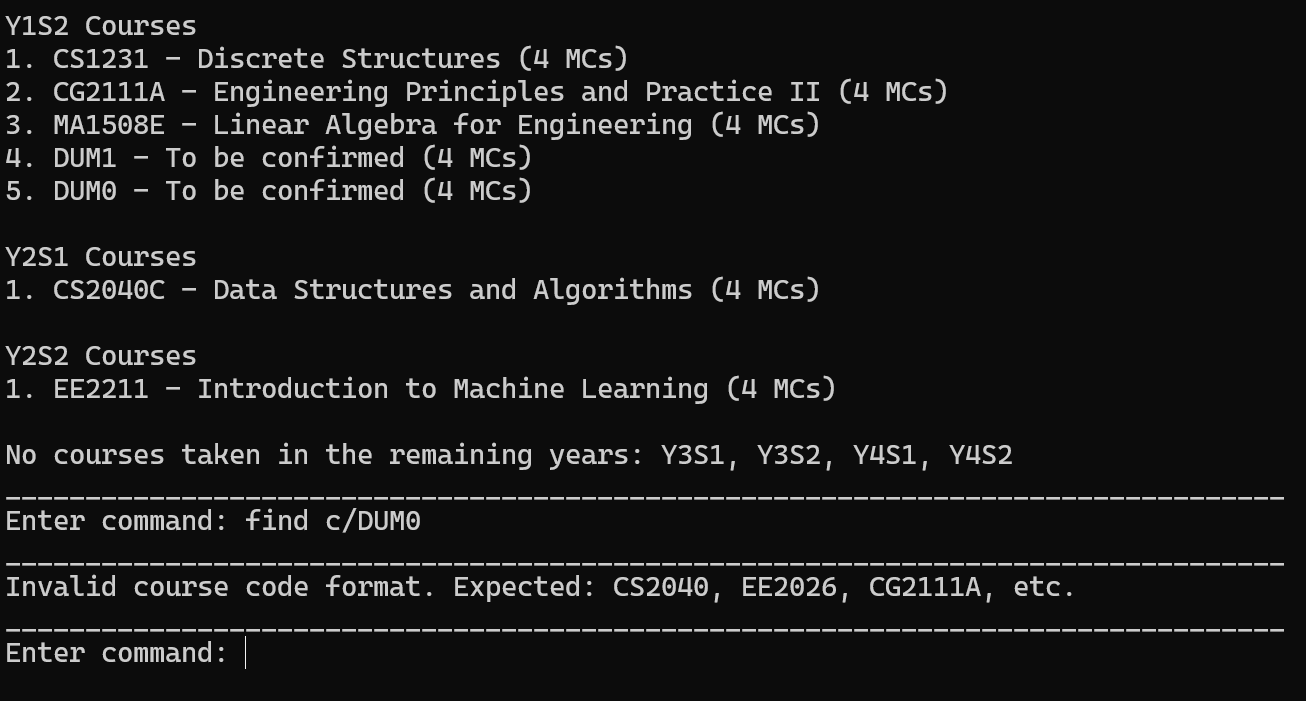 Y1S2 Courses
1. CS1231 - Discrete Structures (4 MCs)
2. CG2111A - Engineering Principles and Practice II (4 MCs)
3. MA1508E - Linear Algebra for Engineering (4 MCs)
4. DUM1 - To be confirmed (4 MCs)
5. DUM0 - To be confirmed (4 MCs)
Y2S1 Courses
1. CS2040C - Data Structures and Algorithms (4 MCs)
Y2S2 Courses
1. EE2211 - Introduction to Machine Learning (4 MCs)
No courses taken in the remaining years: Y3S1, Y3S2, Y4S1, Y4S2
________________________________________________________________________________
Enter command: find c/DUM0
________________________________________________________________________________
Invalid course code format. Expected: CS2040, EE2026, CG2111A, etc.
________________________________________________________________________________
Enter command: